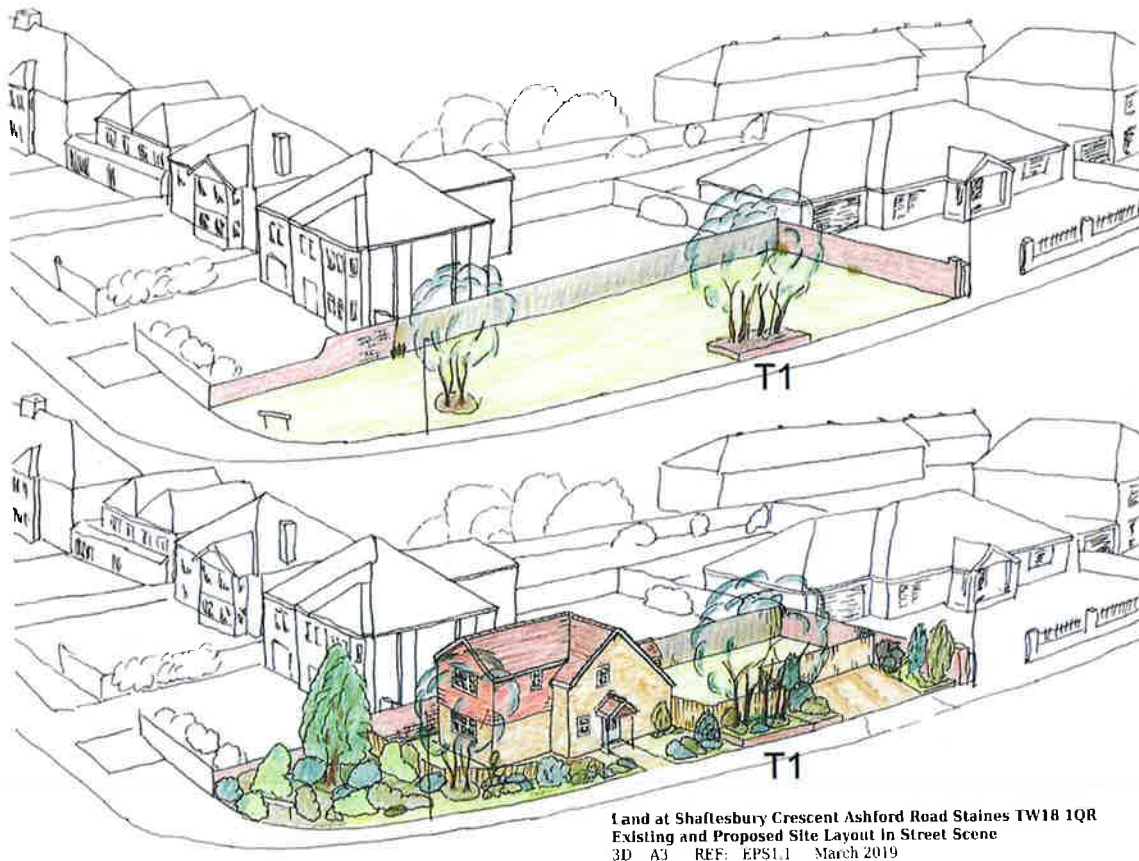 T1
T1
Land at Shaftesbury Crescent Ashford Road Staines TW18 1QR
Existing and Proposed Site Layout in Street Scene
3D A3 REF: EPS1.1 March 2019